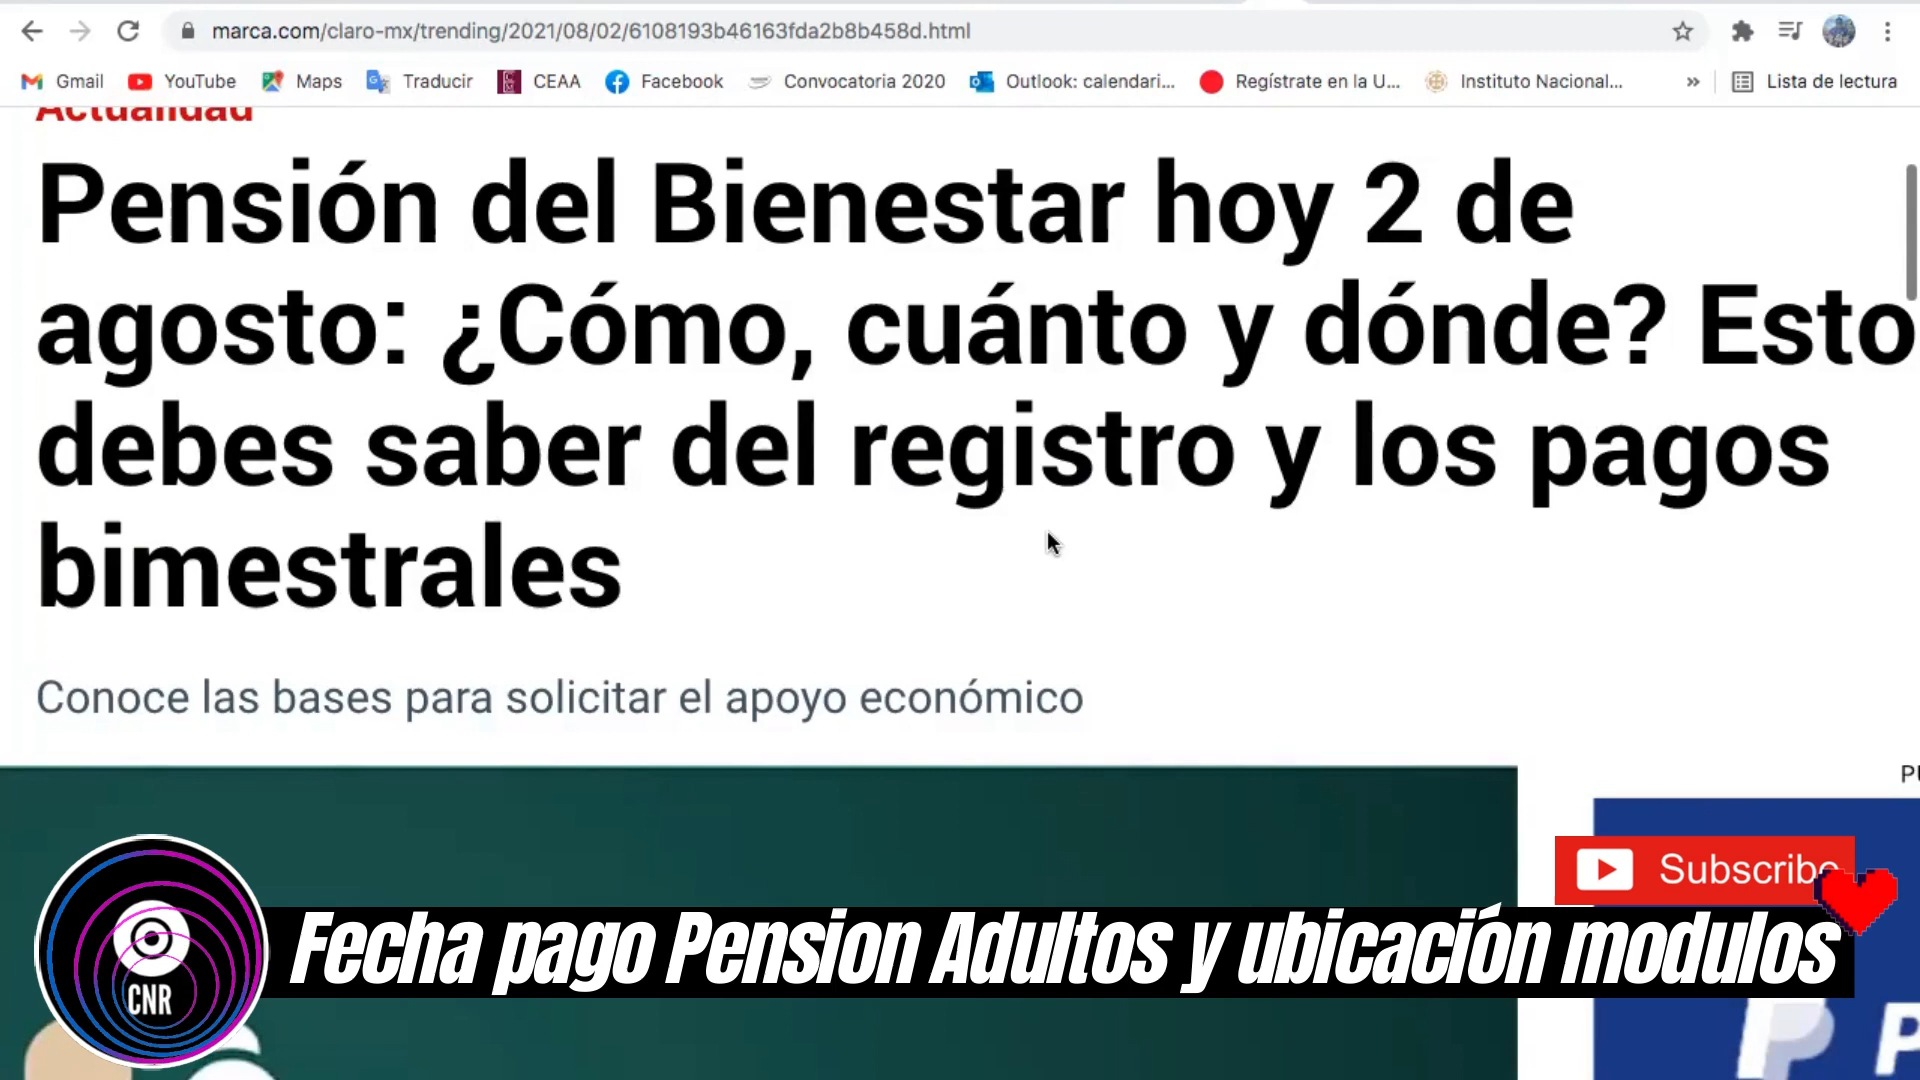 marca.com/claro-mx/trending/2021/08/02/6108193b46163fda2b8b458d.html
Gmail YouTube Maps Traducir CEAA Facebook Convocatoria 2020 Outlook: calendari... Regístrate en la U... Instituto Nacional... » Lista de lectura
Actualidad
Pensión del Bienestar hoy 2 de
agosto: ¿Cómo, cuánto y dónde? Esto
debes saber del registro y los pagos
bimestrales
Conoce las bases para solicitar el apoyo económico
Subscribe
Fecha pago Pension Adultos y ubicación modulos
CNR